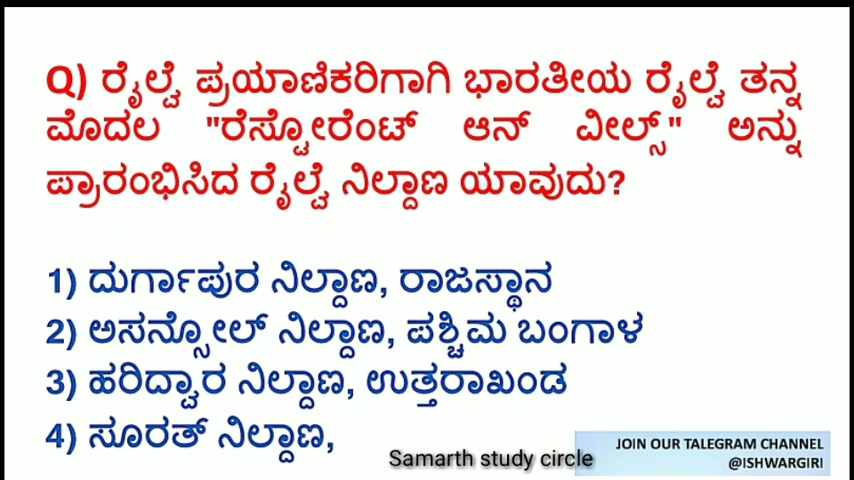 Q) ರೈಲ್ವೆ ಪ್ರಯಾಣಿಕರಿಗಾಗಿ ಭಾರತೀಯ ರೈಲ್ವೆ ತನ್ನ
ಮೊದಲ "ರೆಸ್ಟೋರೆಂಟ್ ಆನ್ ವೀಲ್ಸ್" ಅನ್ನು
ಪ್ರಾರಂಭಿಸಿದ ರೈಲ್ವೆ ನಿಲ್ದಾಣ ಯಾವುದು?
1) ದುರ್ಗಾಪುರ ನಿಲ್ದಾಣ, ರಾಜಸ್ಥಾನ
2) ಅಸನ್ಸೋಲ್ ನಿಲ್ದಾಣ, ಪಶ್ಚಿಮ ಬಂಗಾಳ
3) ಹರಿದ್ವಾರ ನಿಲ್ದಾಣ, ಉತ್ತರಾಖಂಡ
4) ಸೂರತ್ ನಿಲ್ದಾಣ,
Samarth study circle
JOIN OUR TALEGRAM CHANNEL
@ISHWARGIRI